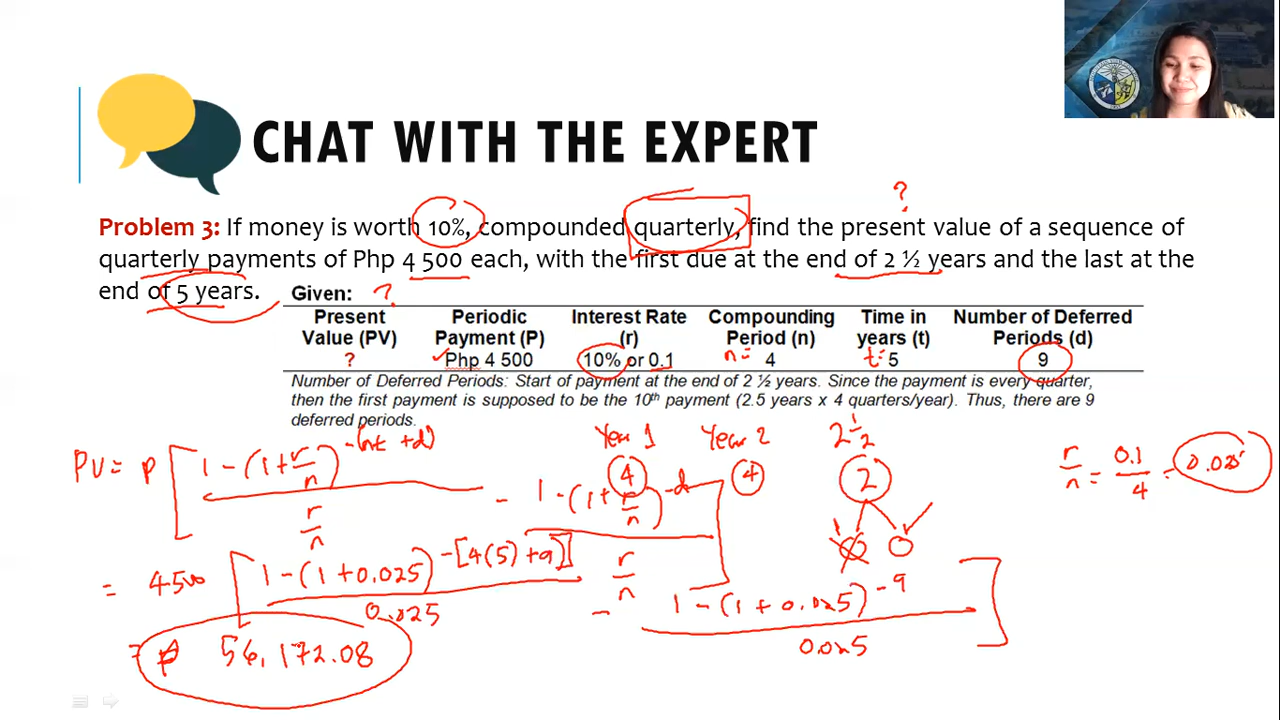 CHAT WITH THE EXPERT
?
Problem 3: If money is worth 10%, compounded quarterly, find the present value of a sequence of
quarterly payments of Php 4 500 each, with the first due at the end of 2 ½ years and the last at the
end of 5 years.
Given: ?
Present Value (PV) Periodic Payment (P) Interest Rate (r) Compounding Period (n) Time in years (t) Number of Deferred Periods (d)
? ✓Php 4 500 10% or 0.1 n= 4 t= 5 9
Number of Deferred Periods: Start of payment at the end of 2 ½ years. Since the payment is every quarter,
then the first payment is supposed to be the 10th payment (2.5 years x 4 quarters/year). Thus, there are 9
deferred periods.
Year 1 Year 2 2 1/2
4 4 2
r/n = 0.1/4 = 0.025
PV = P [ (1 - (1 + r/n)^-(nt + d)) / (r/n) - (1 - (1 + r/n)^-d) / (r/n) ]
= 4500 [ (1 - (1 + 0.025)^-[4(5) + 9]) / 0.025 - (1 - (1 + 0.025)^-9) / 0.025 ]
= ₱ 56,172.08